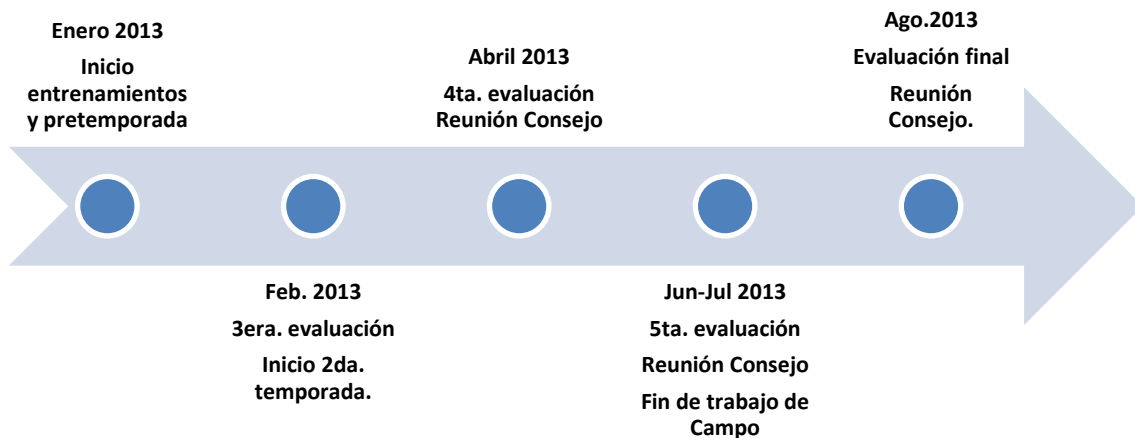 Enero 2013
Inicio
entrenamientos
y pretemporada
Feb. 2013
3era. evaluación
Inicio 2da.
temporada.
Abril 2013
4ta. evaluación
Reunión Consejo
Jun-Jul 2013
5ta. evaluación
Reunión Consejo
Fin de trabajo de
Campo
Ago.2013
Evaluación final
Reunión
Consejo.